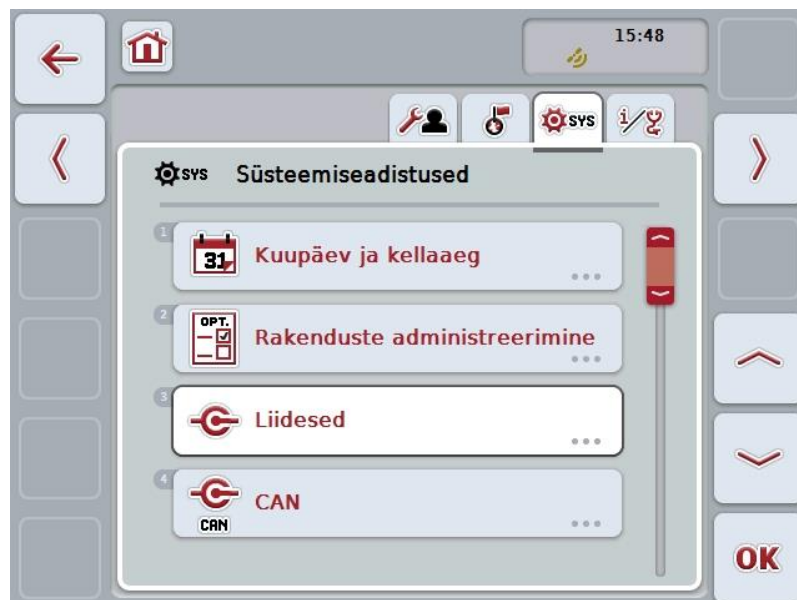 15:48
i
SYS
SYS Süsteemiseadistused
1
31 Kuupäev ja kellaaeg
2
OPT.
Rakenduste administreerimine
3
Liidesed
4
CAN
CAN
OK